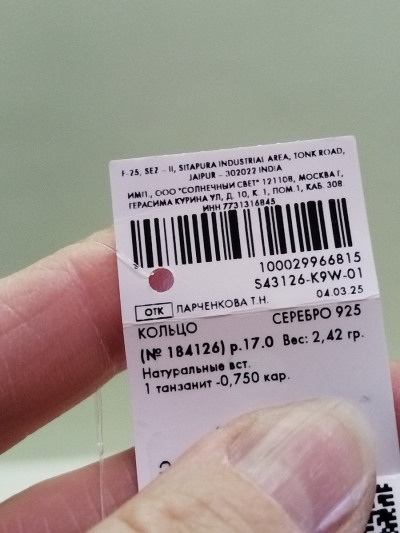 F-25, SEZ - II, SITAPURA INDUSTRIAL AREA, TONK ROAD,
JAIPUR - 302022 INDIA
ИМП., ООО "СОЛНЕЧНЫЙ СВЕТ" 121108, МОСКВА Г,
ГЕРАСИМА КУРИНА УЛ, Д. 10, К. 1, ПОМ.1, КАБ. 308
ИНН 7731316845
100029966815
S43126-K9W-01
04.03.25
ОТК ПАРЧЕНКОВА Т.Н.
КОЛЬЦО СЕРЕБРО 925
(№ 184126) р.17.0 Вес: 2,42 гр.
Натуральные вст.
1 танзанит -0,750 кар.